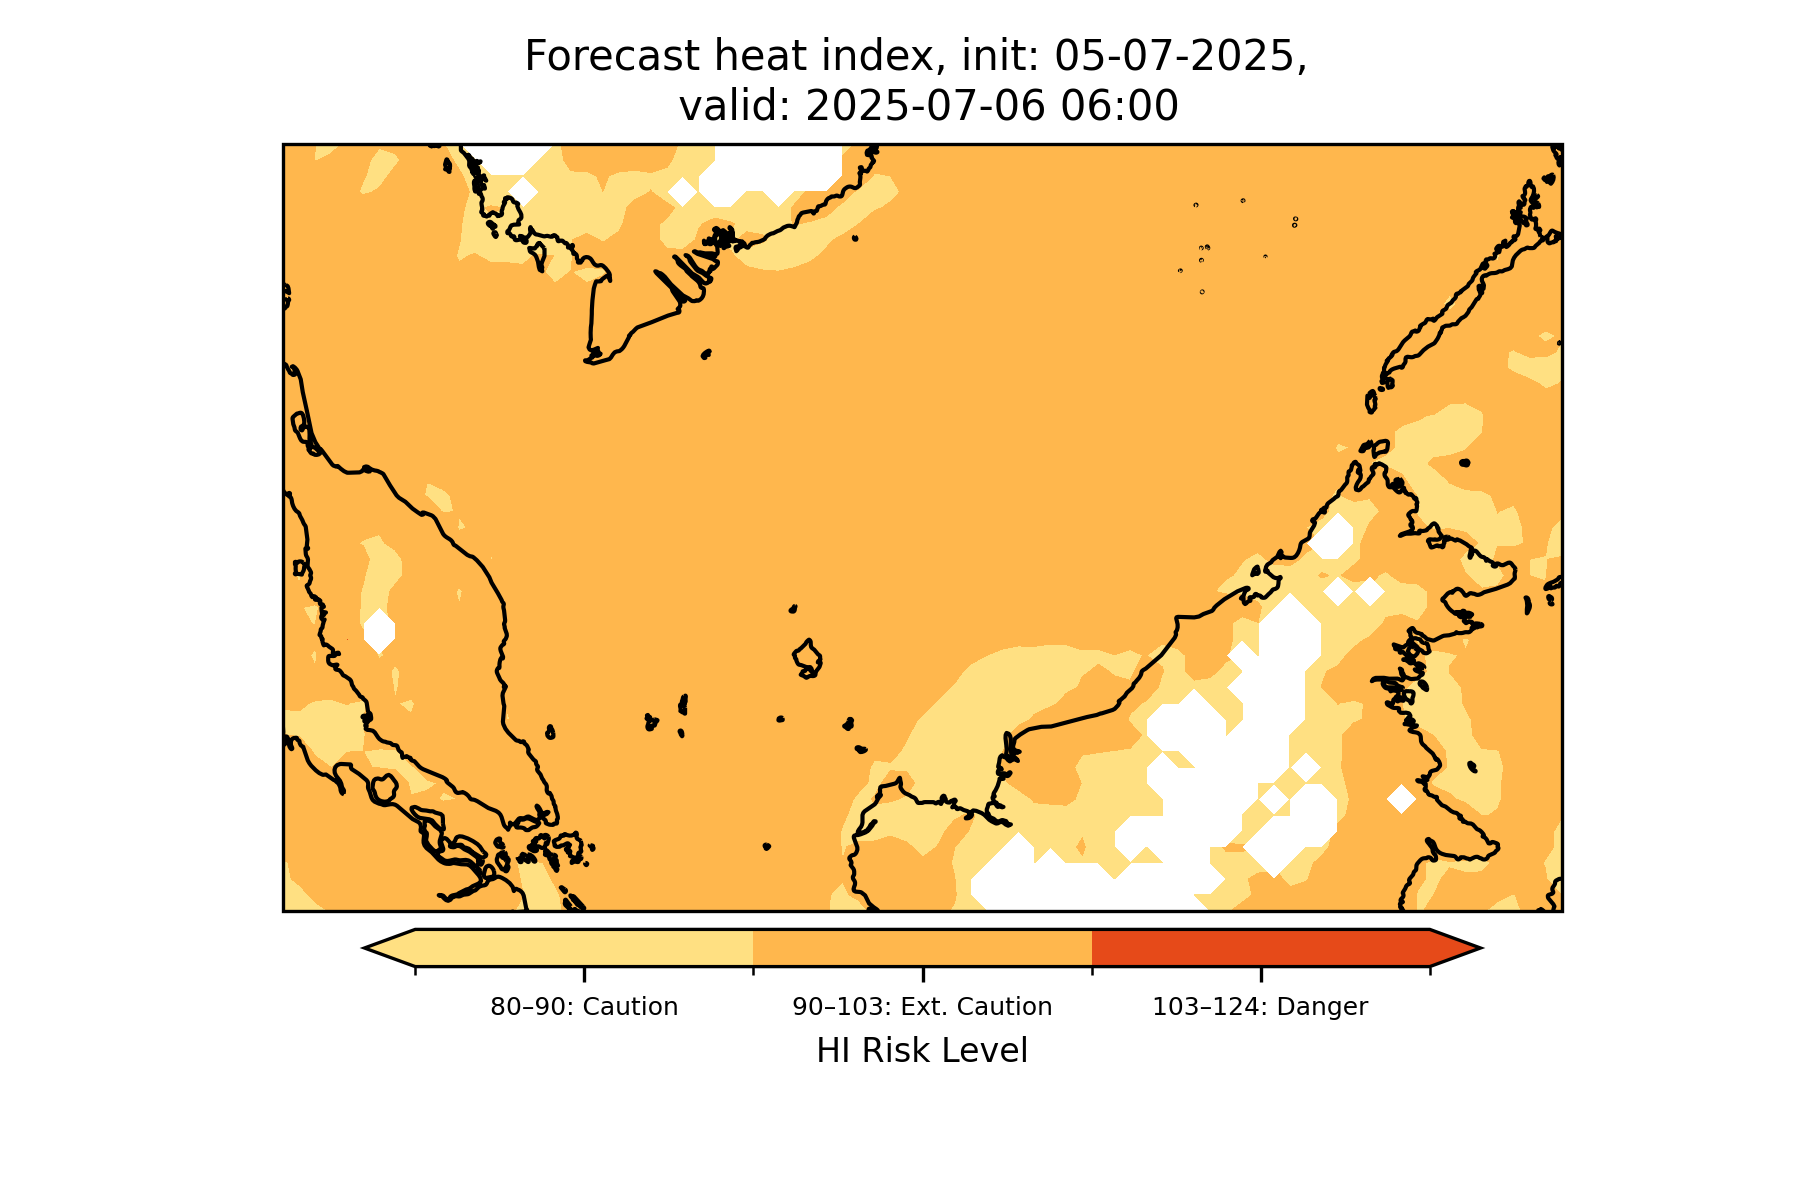 Forecast heat index, init: 05-07-2025,
valid: 2025-07-06 06:00
80–90: Caution
90–103: Ext. Caution
103–124: Danger
HI Risk Level